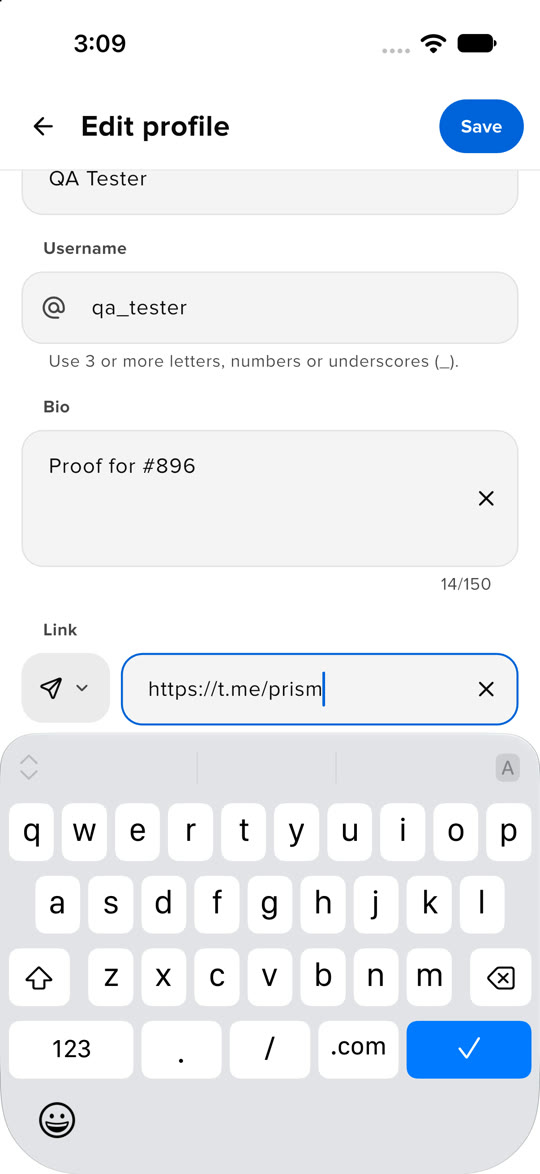 3:09
Edit profile
Save
QA Tester
Username
@ qa_tester
Use 3 or more letters, numbers or underscores (_).
Bio
Proof for #896
14/150
Link
https://t.me/prism
A
q w e r t y u i o p
a s d f g h j k l
z x c v b n m
123 . / .com